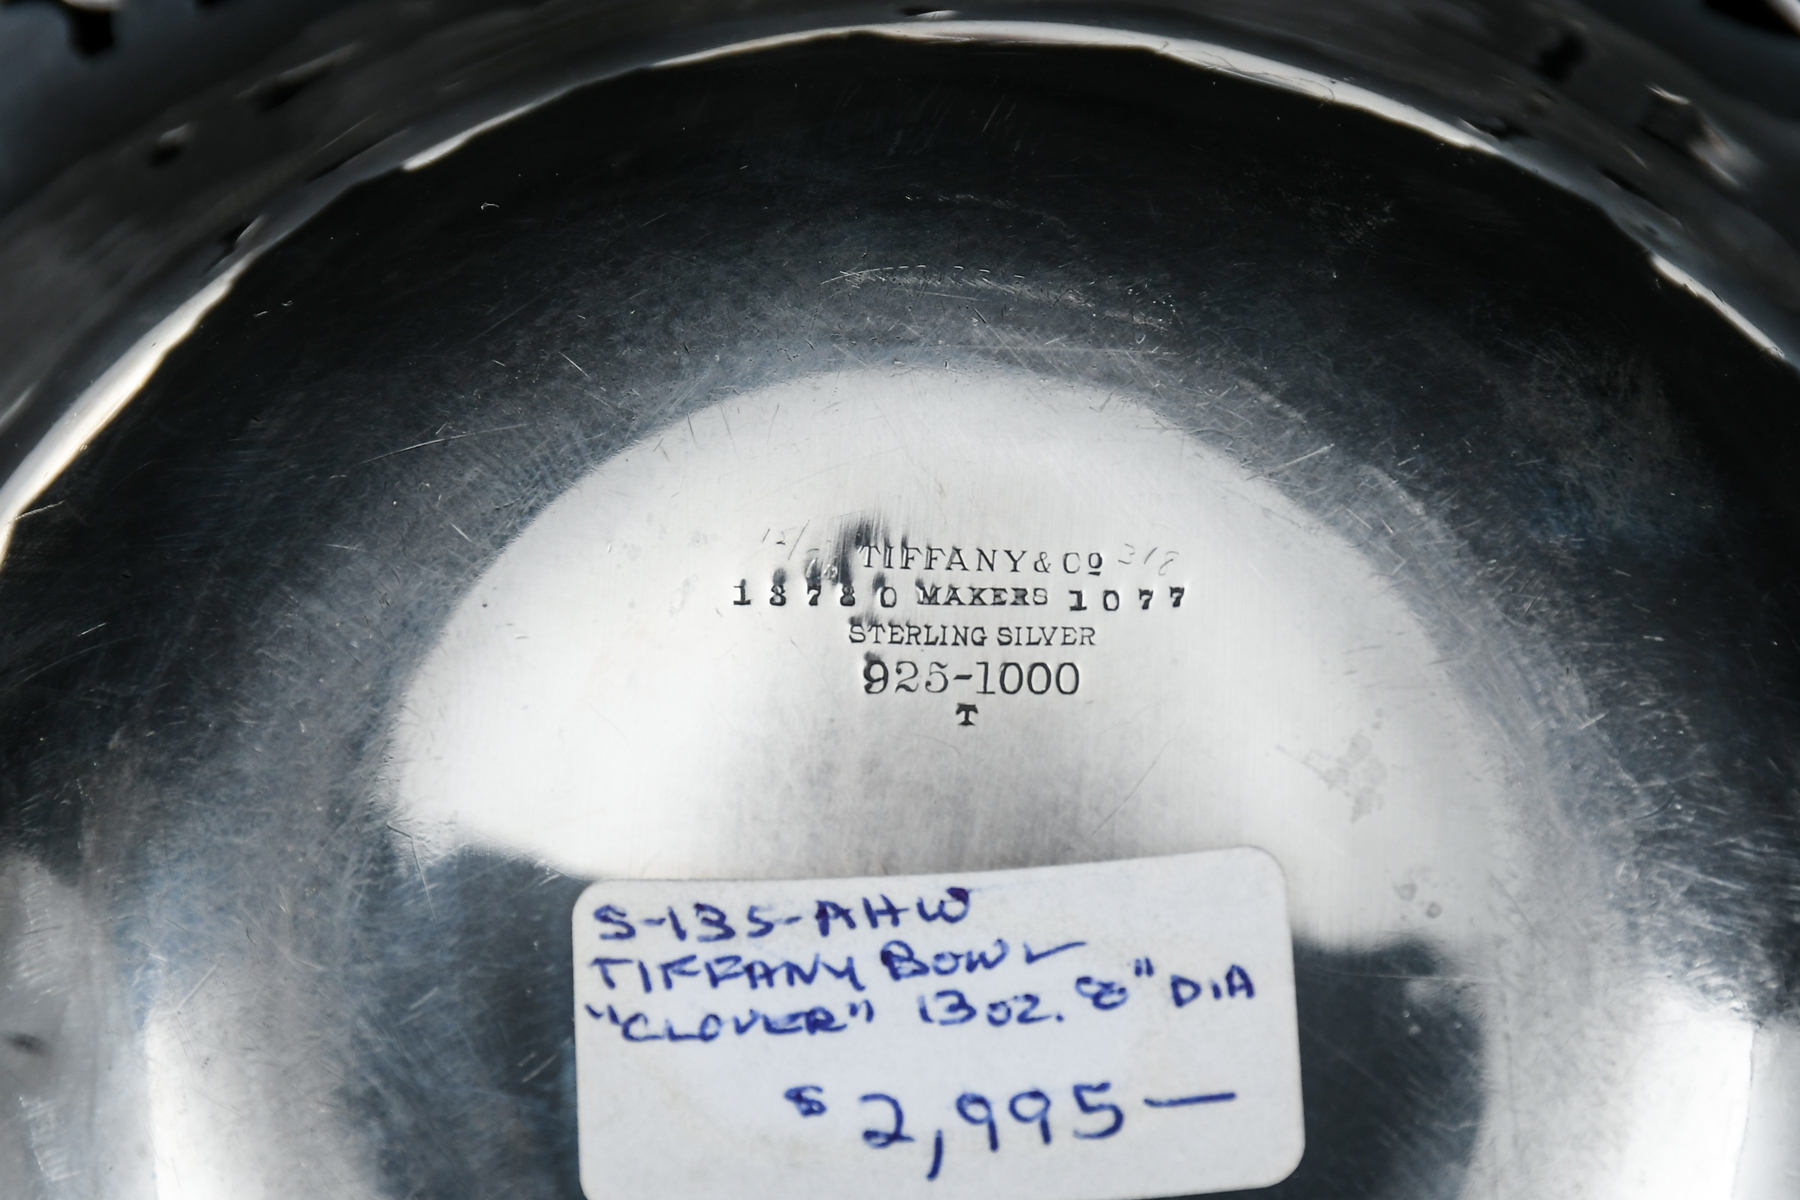 TIFFANY & Cº 318
13780 MAKERS 1077
STERLING SILVER
925-1000
T
S-135-AHW
TIFFANY BOWL
"CLOVER" 13 oz. 8" DIA
$2,995—